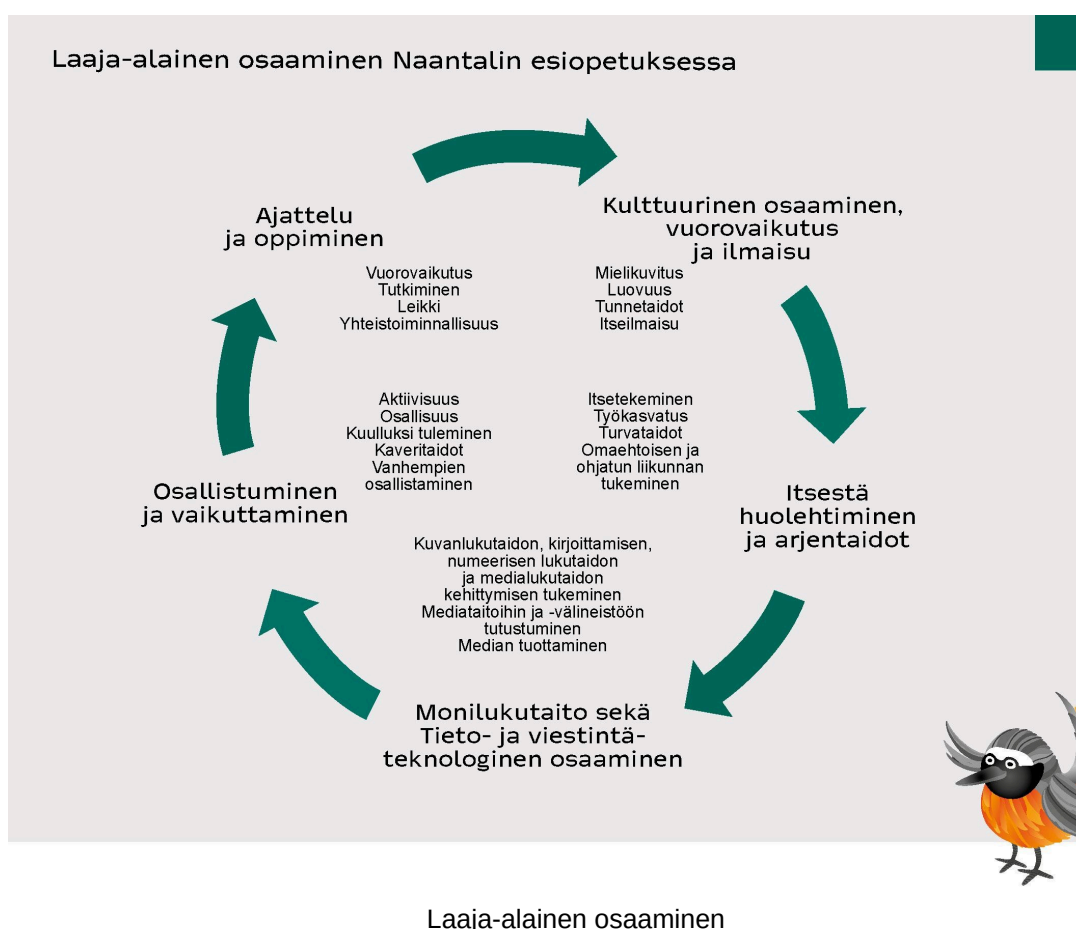 Laaja-alainen osaaminen Naantalin esiopetuksessa
Ajattelu
ja oppiminen
Vuorovaikutus
Tutkiminen
Leikki
Yhteistoiminnallisuus
Kulttuurinen osaaminen,
vuorovaikutus
ja ilmaisu
Mielikuvitus
Luovuus
Tunnetaidot
Itseilmaisu
Aktiivisuus
Osallisuus
Kuulluksi tuleminen
Kaveritaidot
Vanhempien
osallistaminen
Osallistuminen
ja vaikuttaminen
Itsetekeminen
Työkasvatus
Turvataidot
Omaehtoisen ja
ohjatun liikunnan
tukeminen
Itsestä
huolehtiminen
ja arjentaidot
Kuvanlukutaidon, kirjoittamisen,
numeerisen lukutaidon
ja medialukutaidon
kehittymisen tukeminen
Mediataitoihin ja -välineistöön
tutustuminen
Median tuottaminen
Monilukutaito sekä
Tieto- ja viestintä-
teknologinen osaaminen
Laaja-alainen osaaminen